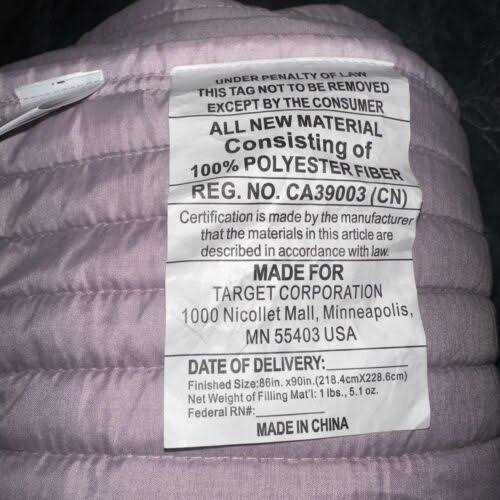 UNDER PENALTY OF LAW
THIS TAG NOT TO BE REMOVED
EXCEPT BY THE CONSUMER
ALL NEW MATERIAL
Consisting of
100% POLYESTER FIBER
REG. NO. CA39003 (CN)
Certification is made by the manufacturer
that the materials in this article are
described in accordance with law.
MADE FOR
TARGET CORPORATION
1000 Nicollet Mall, Minneapolis,
MN 55403 USA
DATE OF DELIVERY:
Finished Size:86in. x90in.(218.4cmX228.6cm)
Net Weight of Filling Mat'l: 1 lbs., 5.1 oz.
Federal RN#:
MADE IN CHINA